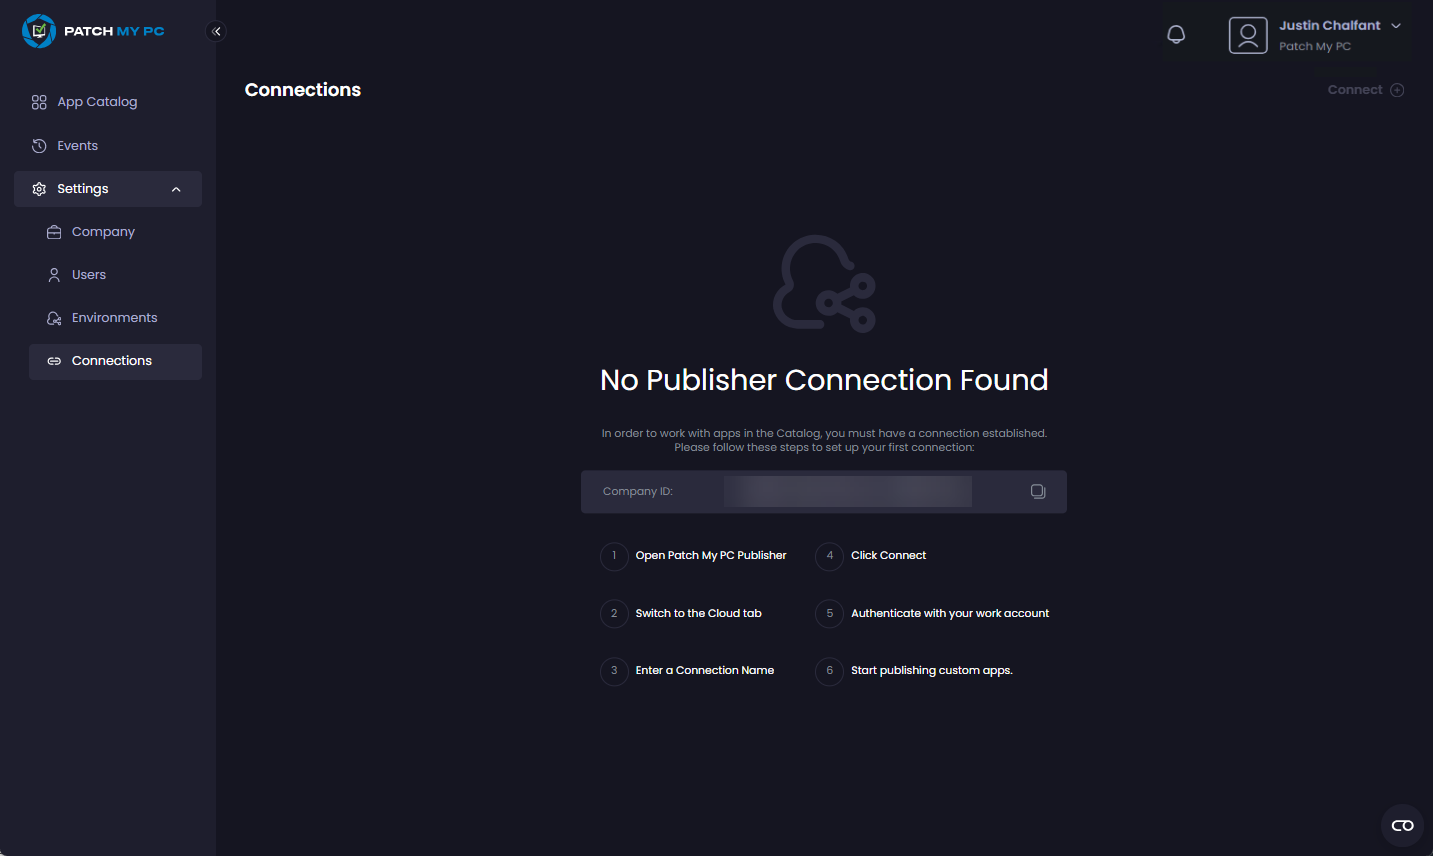 PATCH MY PC
Justin Chalfant
Patch My PC
Connections
Connect
App Catalog
Events
Settings
Company
Users
Environments
Connections
No Publisher Connection Found
In order to work with apps in the Catalog, you must have a connection established.
Please follow these steps to set up your first connection:
Company ID:
1 Open Patch My PC Publisher
4 Click Connect
2 Switch to the Cloud tab
5 Authenticate with your work account
3 Enter a Connection Name
6 Start publishing custom apps.